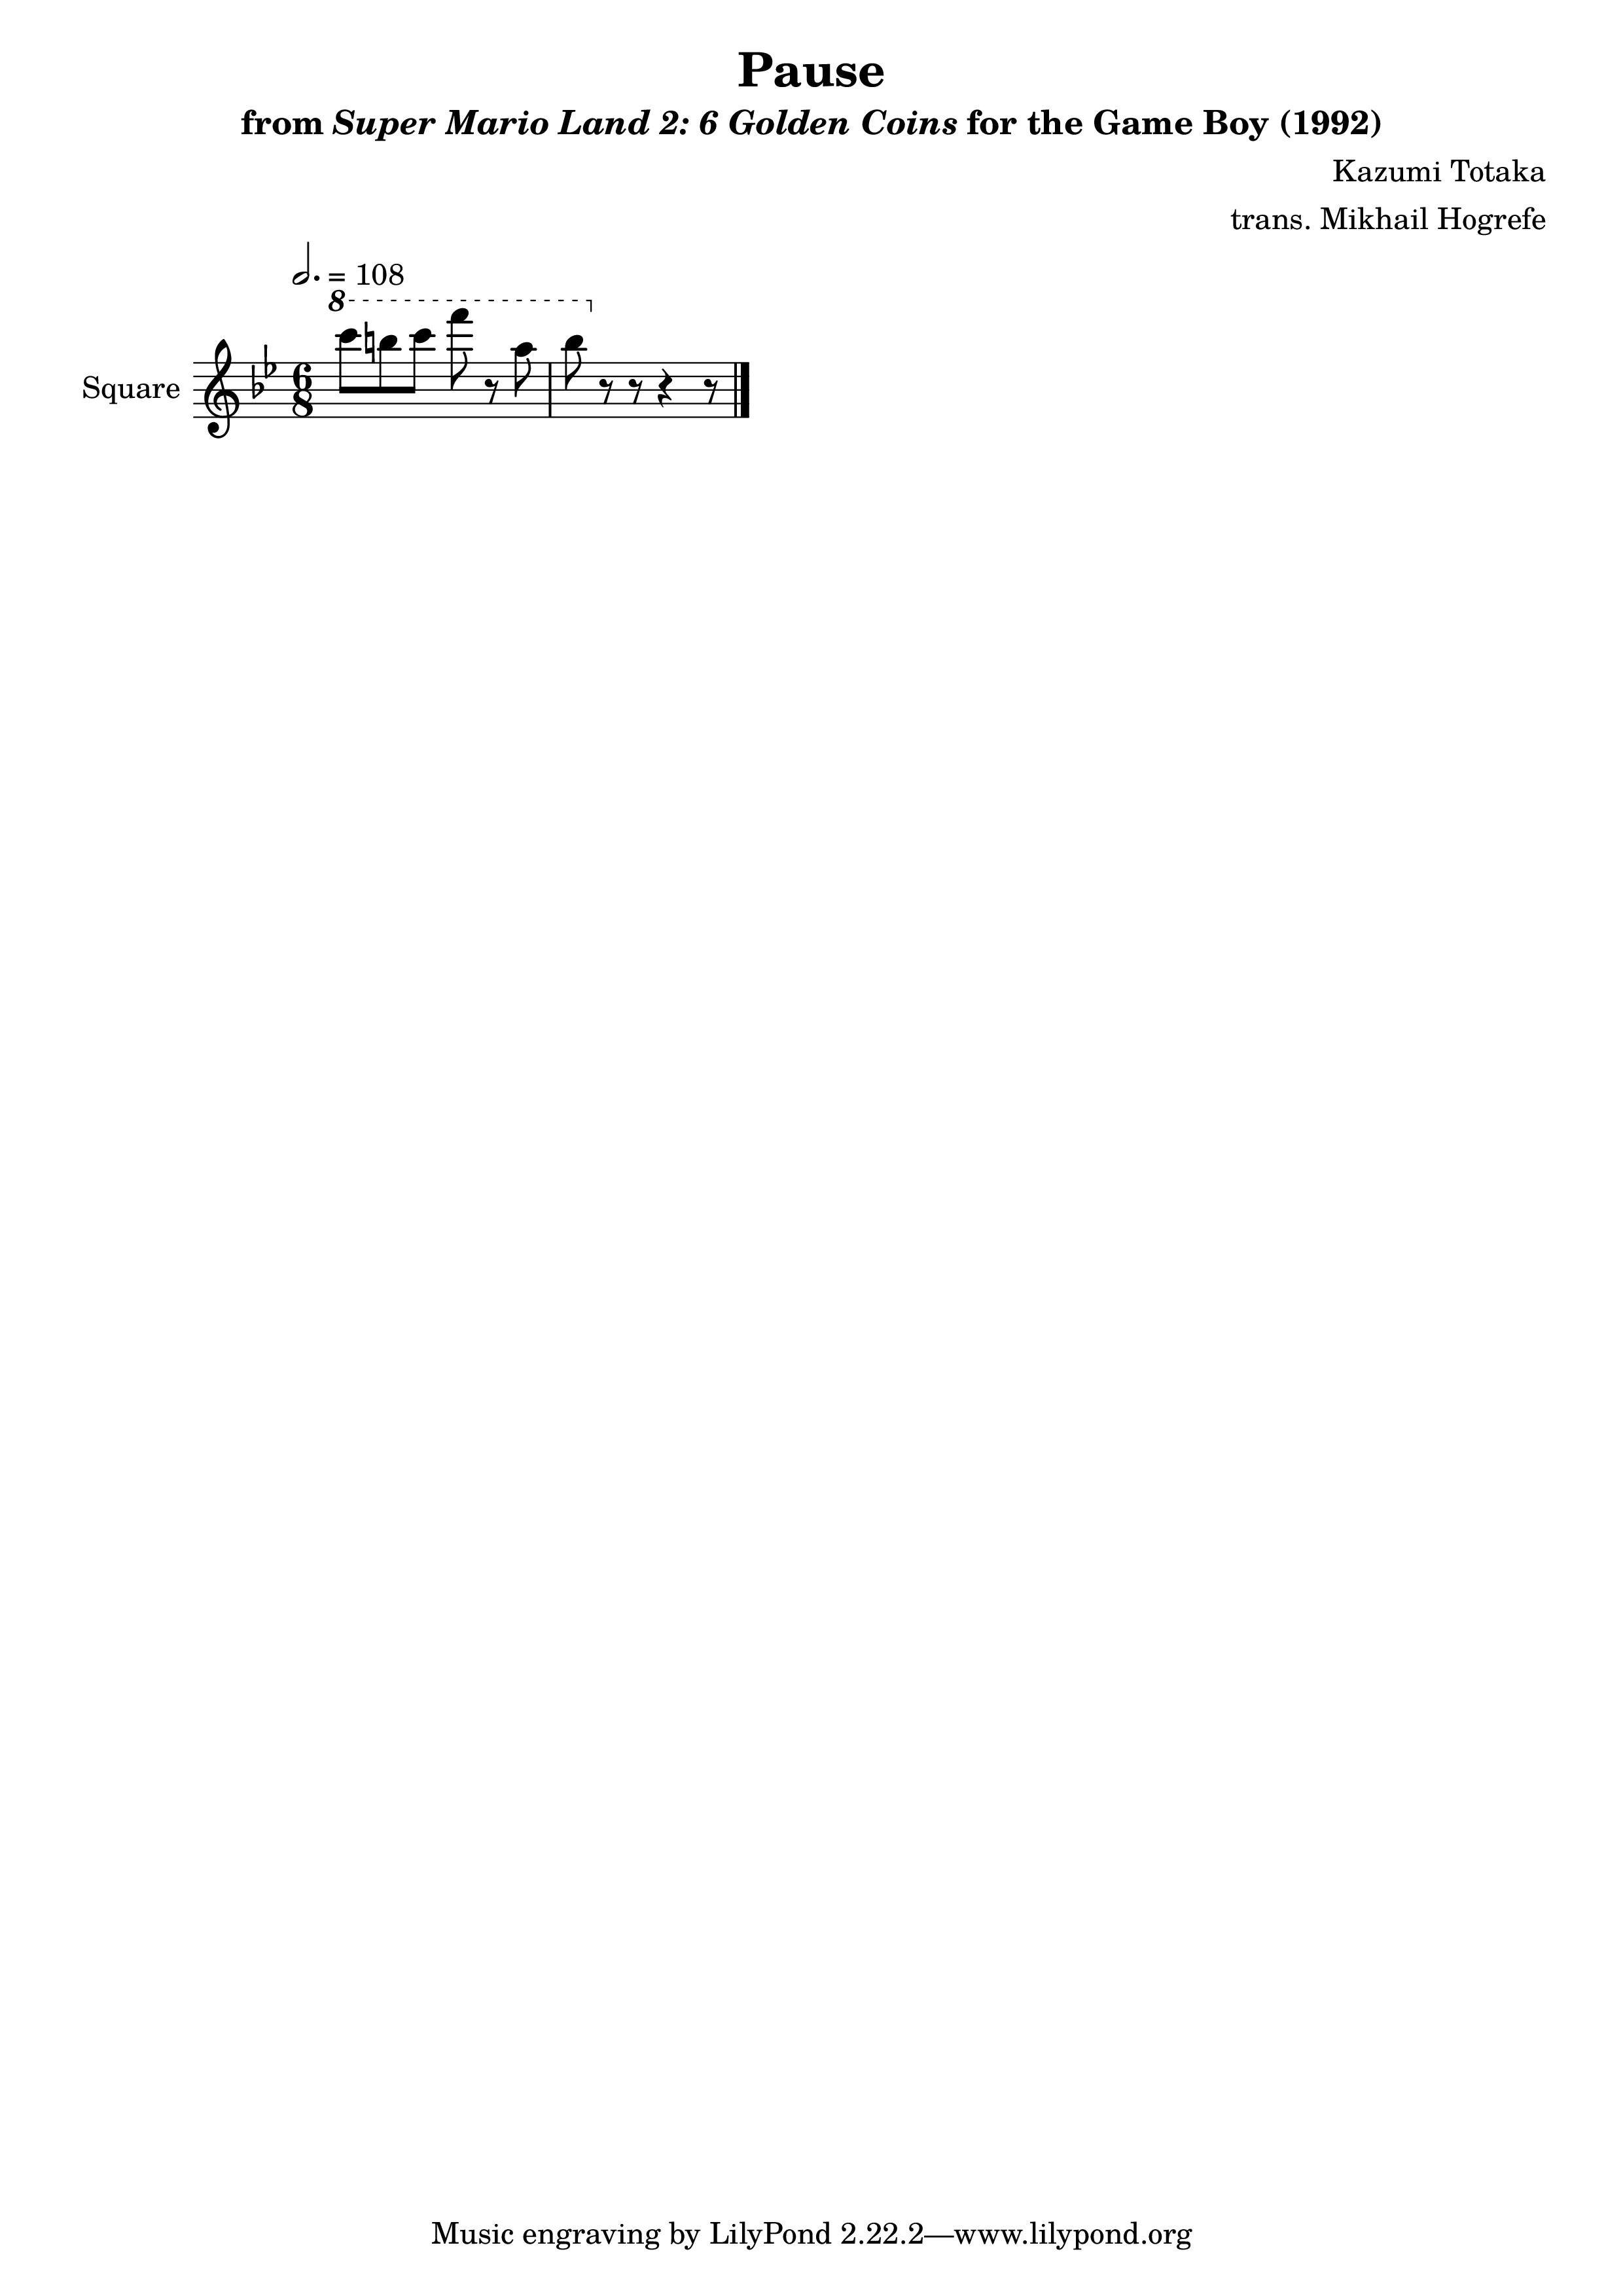 Pause
from Super Mario Land 2: 6 Golden Coins for the Game Boy (1992)
Kazumi Totaka
trans. Mikhail Hogrefe
= 108
8
Square
6
8
Music engraving by LilyPond 2.22.2—www.lilypond.org